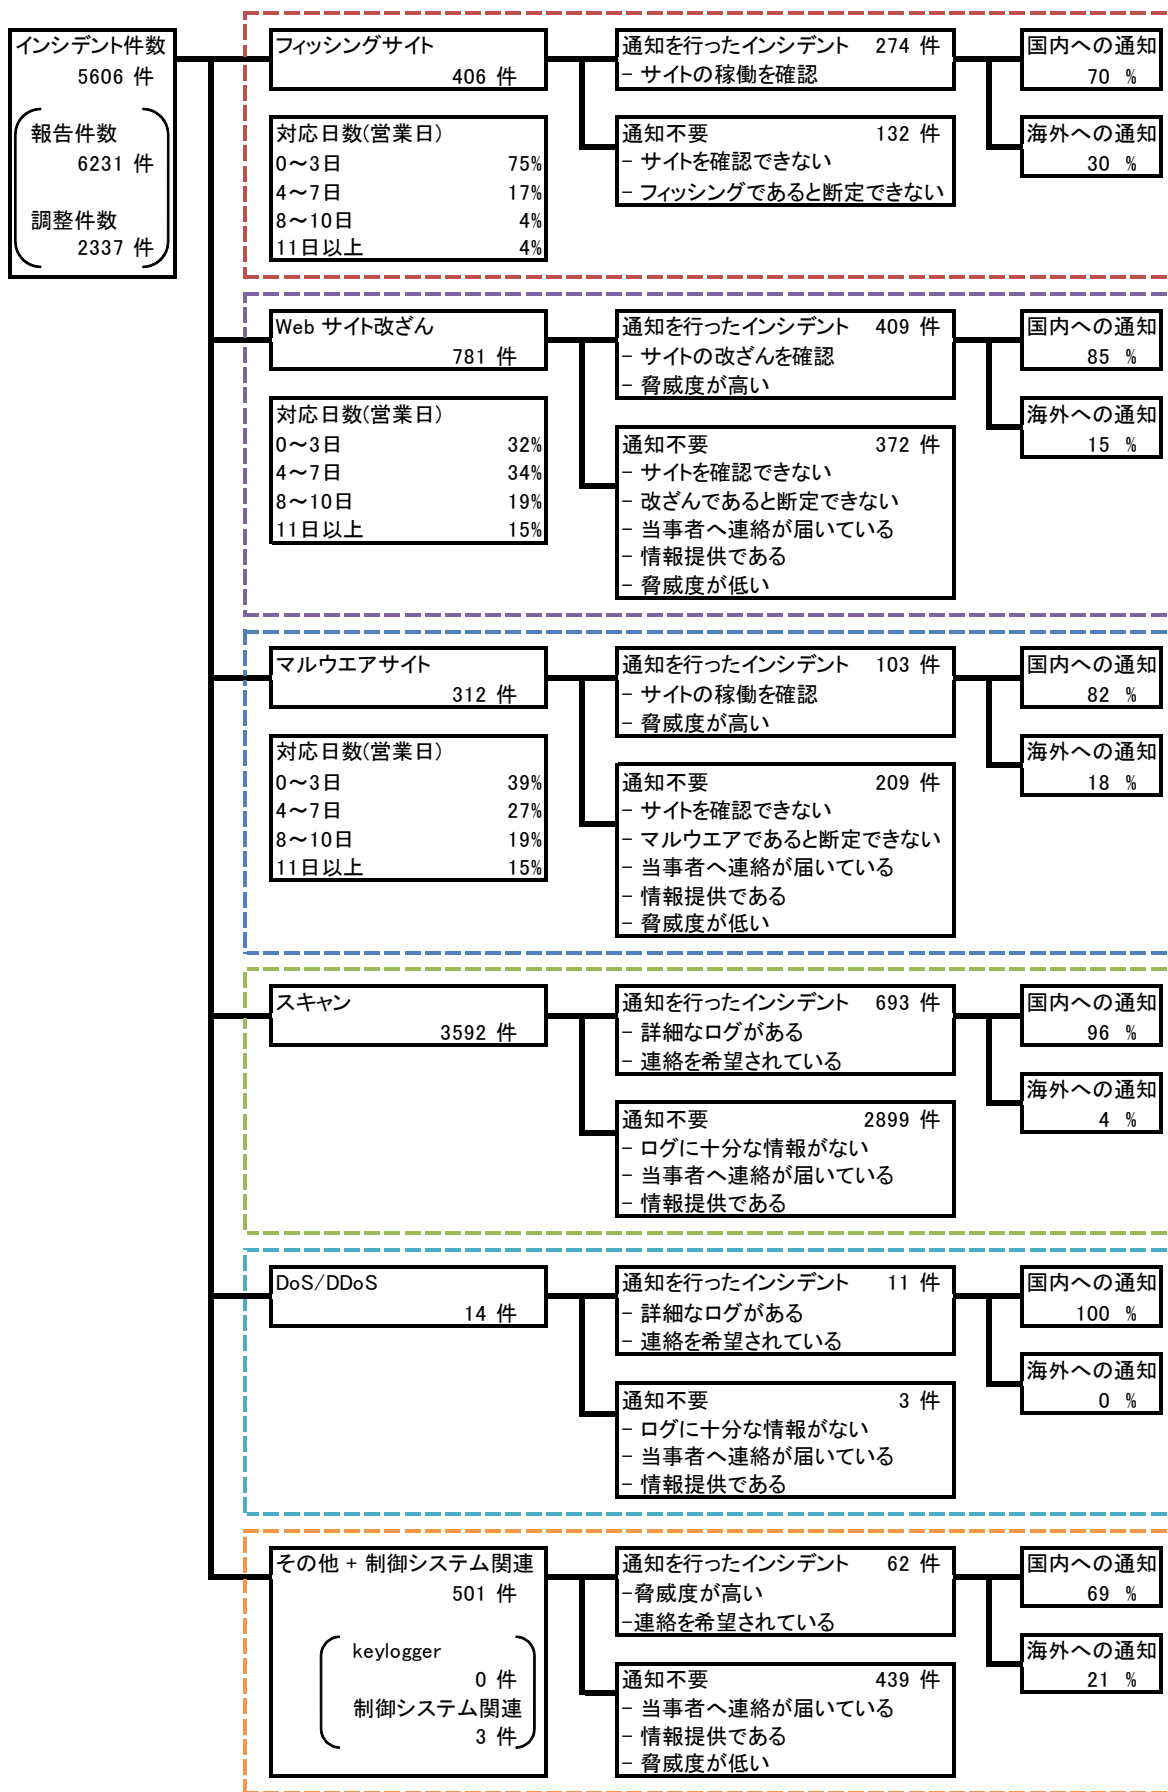 インシデント件数
5606 件
報告件数
6231 件
調整件数
2337 件
フィッシングサイト
406 件
対応日数(営業日)
0～3日 75%
4～7日 17%
8～10日 4%
11日以上 4%
通知を行ったインシデント 274 件
- サイトの稼働を確認
通知不要 132 件
- サイトを確認できない
- フィッシングであると断定できない
国内への通知
70 %
海外への通知
30 %
Web サイト改ざん
781 件
対応日数(営業日)
0～3日 32%
4～7日 34%
8～10日 19%
11日以上 15%
通知を行ったインシデント 409 件
- サイトの改ざんを確認
- 脅威度が高い
通知不要 372 件
- サイトを確認できない
- 改ざんであると断定できない
- 当事者へ連絡が届いている
- 情報提供である
- 脅威度が低い
国内への通知
85 %
海外への通知
15 %
マルウエアサイト
312 件
対応日数(営業日)
0～3日 39%
4～7日 27%
8～10日 19%
11日以上 15%
通知を行ったインシデント 103 件
- サイトの稼働を確認
- 脅威度が高い
通知不要 209 件
- サイトを確認できない
- マルウエアであると断定できない
- 当事者へ連絡が届いている
- 情報提供である
- 脅威度が低い
国内への通知
82 %
海外への通知
18 %
スキャン
3592 件
通知を行ったインシデント 693 件
- 詳細なログがある
- 連絡を希望されている
通知不要 2899 件
- ログに十分な情報がない
- 当事者へ連絡が届いている
- 情報提供である
国内への通知
96 %
海外への通知
4 %
DoS/DDoS
14 件
通知を行ったインシデント 11 件
- 詳細なログがある
- 連絡を希望されている
通知不要 3 件
- ログに十分な情報がない
- 当事者へ連絡が届いている
- 情報提供である
国内への通知
100 %
海外への通知
0 %
その他 + 制御システム関連
501 件
keylogger
0 件
制御システム関連
3 件
通知を行ったインシデント 62 件
-脅威度が高い
-連絡を希望されている
通知不要 439 件
- 当事者へ連絡が届いている
- 情報提供である
- 脅威度が低い
国内への通知
69 %
海外への通知
21 %